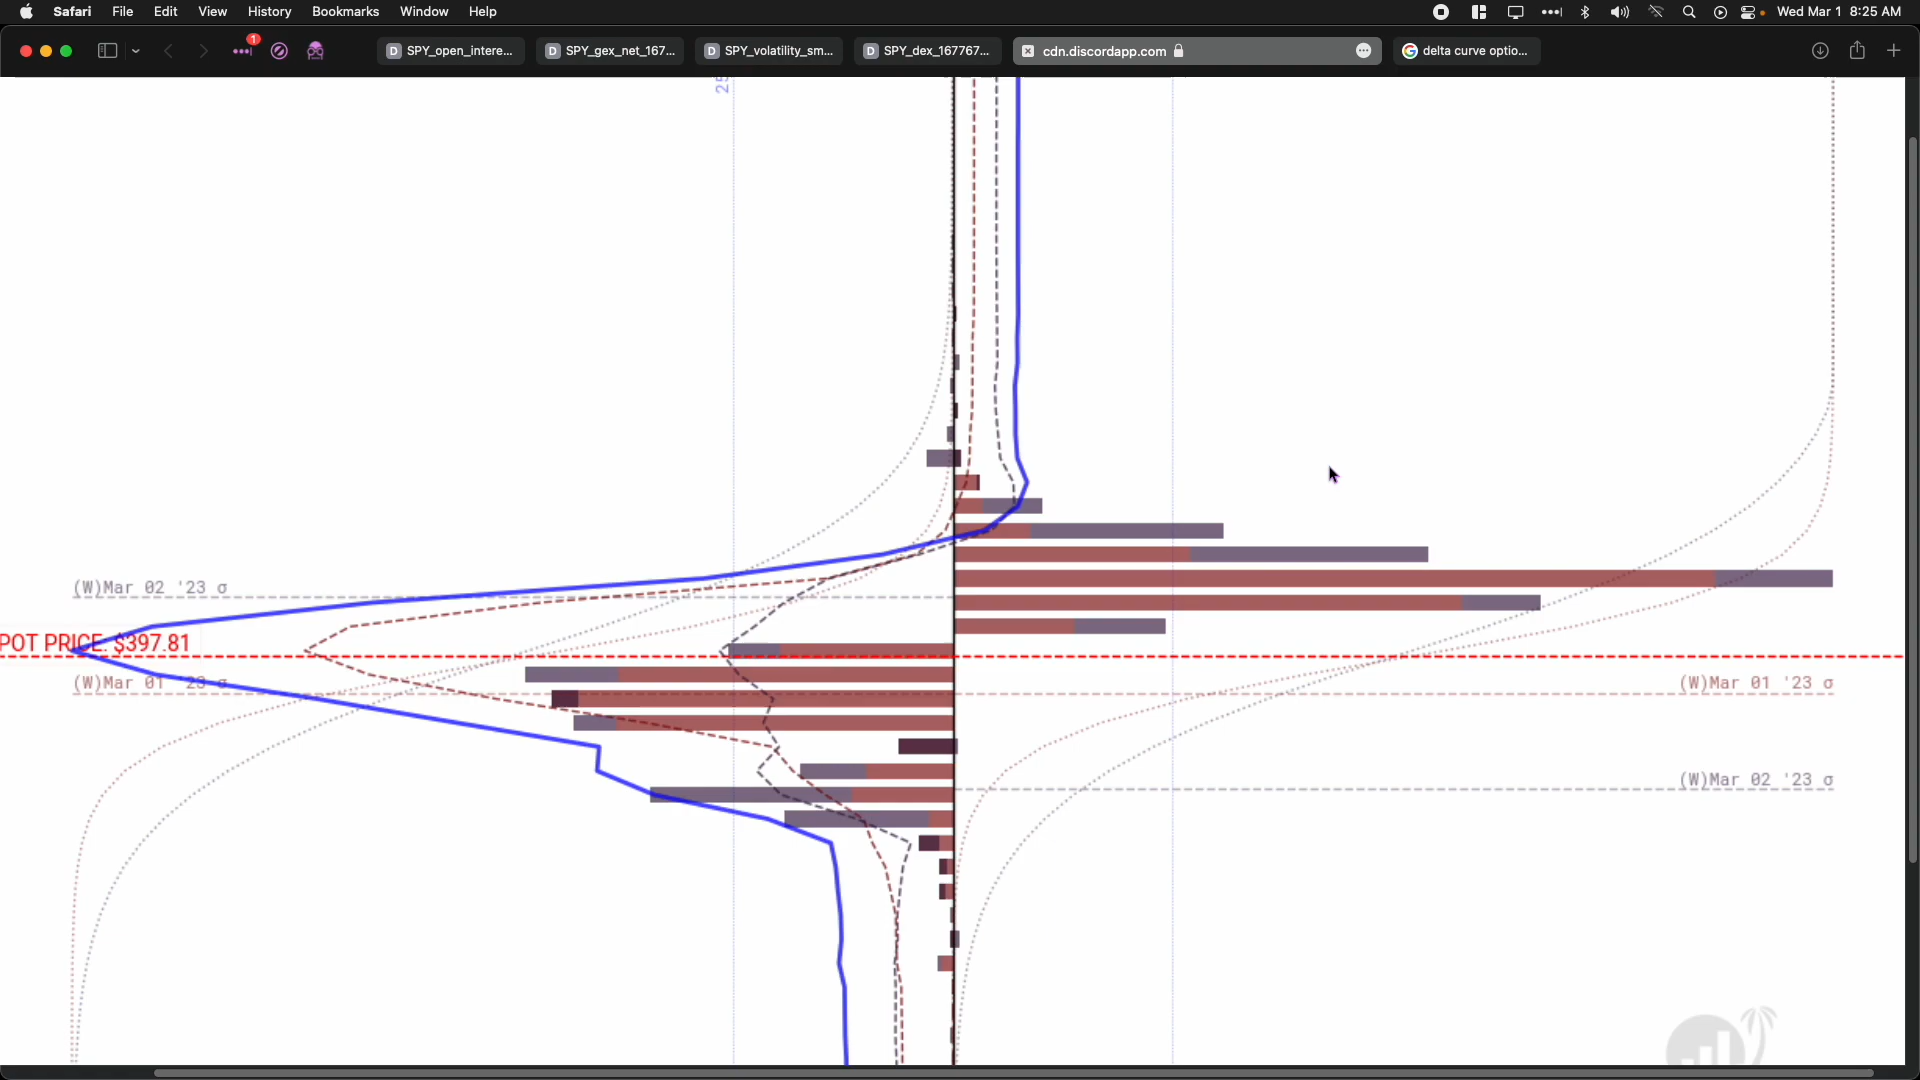 Safari File Edit View History Bookmarks Window Help Wed Mar 1 8:25 AM
1 SPY_open_intere... SPY_gex_net_167... SPY_volatility_sm... SPY_dex_167767... cdn.discordapp.com delta curve optio...
25
(W)Mar 02 '23 σ
POT PRICE: $397.81
(W)Mar 01 '23 σ
(W)Mar 01 '23 σ
(W)Mar 02 '23 σ